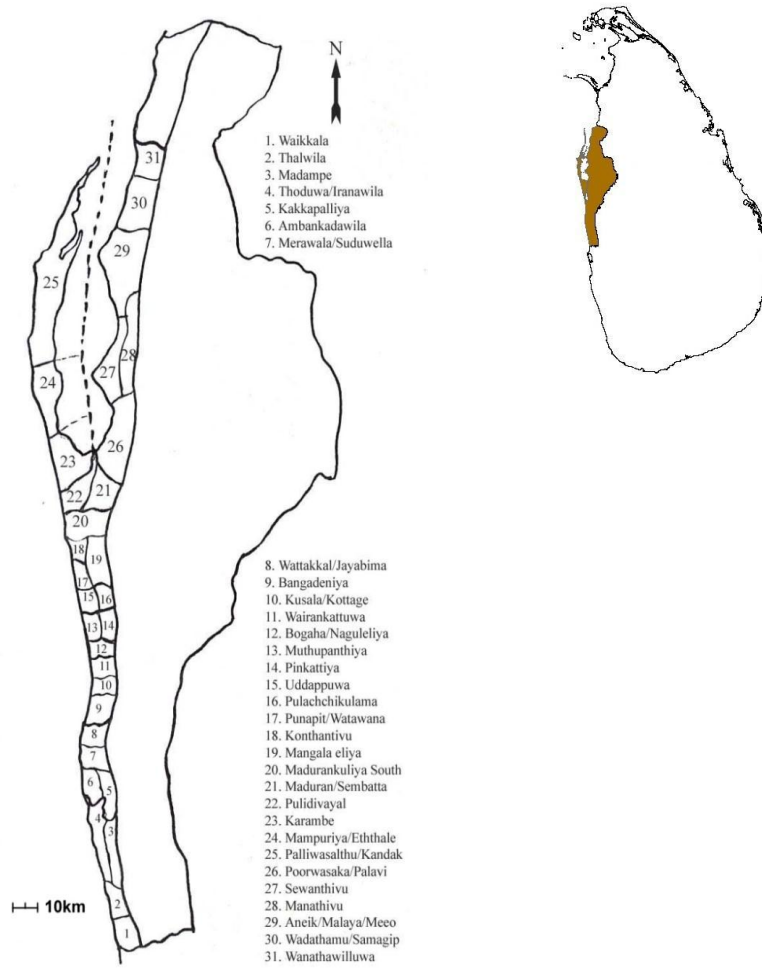 N
1. Waikkala
2. Thalwila
3. Madampe
4. Thoduwa/Iranawila
5. Kakkapalliya
6. Ambankadawila
7. Merawala/Suduwella
31
30
29
25
28
27
24
26
23
22
21
20
18
19
17
15
16
13
14
12
11
10
9
8
7
6
5
4
3
2
1
8. Wattakkal/Jayabima
9. Bangadeniya
10. Kusala/Kottage
11. Wairankattuwa
12. Bogaha/Naguleliya
13. Muthupanthiya
14. Pinkattiya
15. Uddappuwa
16. Pulachchikulama
17. Punapit/Watawana
18. Konthantivu
19. Mangala eliya
20. Madurankuliya South
21. Maduran/Sembatta
22. Pulidivayal
23. Karambe
24. Mampuriya/Eththale
25. Palliwasalthu/Kandak
26. Poorwasaka/Palavi
27. Sewanthivu
28. Manathivu
29. Aneik/Malaya/Meeo
30. Wadathamu/Samagip
31. Wanathawilluwa
10km